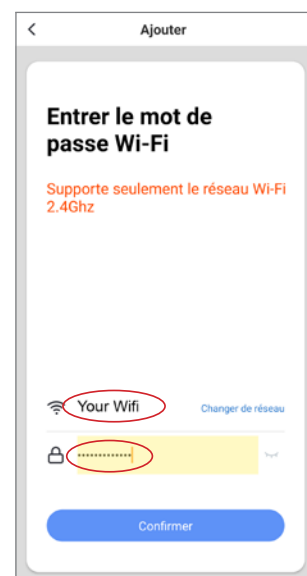 Ajouter
Entrer le mot de
passe Wi-Fi
Supporte seulement le réseau Wi-Fi
2.4Ghz
Your Wifi
Changer de réseau
•••••••••••••
Confirmer